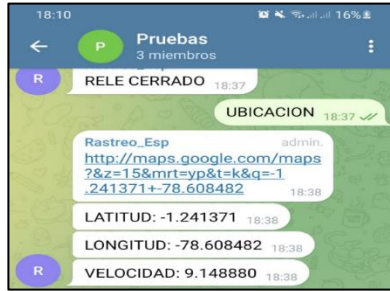 18:10
16%
P
Pruebas
3 miembros
R
RELE CERRADO 18:37
UBICACION 18:37
Rastreo_Esp admin.
http://maps.google.com/maps
?&z=15&mrt=yp&t=k&q=-1
.241371+-78.608482 18:38
LATITUD: -1.241371 18:38
LONGITUD: -78.608482 18:38
R
VELOCIDAD: 9.148880 18:38